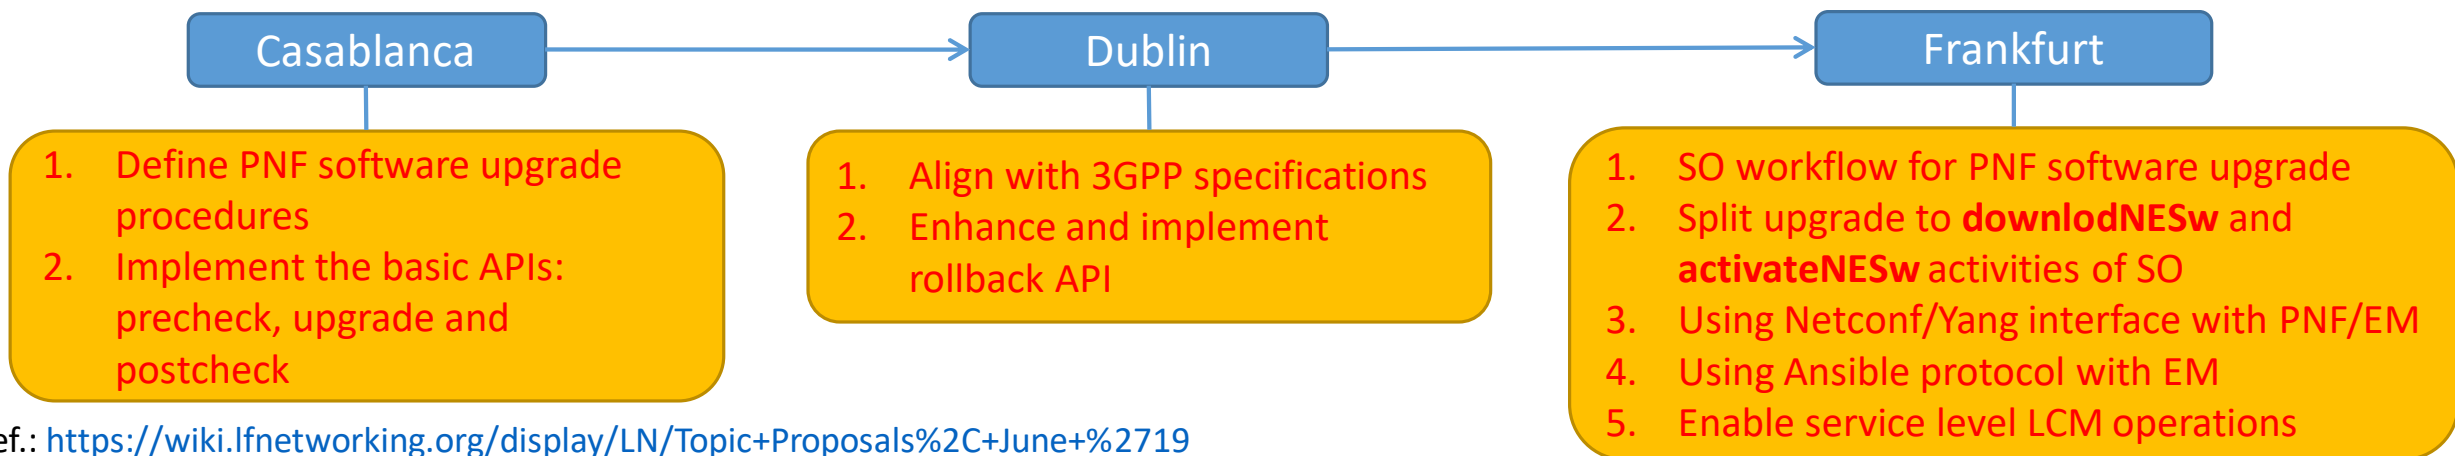 Casablanca
Dublin
Frankfurt
1. Define PNF software upgrade
procedures
2. Implement the basic APIs:
precheck, upgrade and
postcheck
1. Align with 3GPP specifications
2. Enhance and implement
rollback API
1. SO workflow for PNF software upgrade
2. Split upgrade to downlodNESw and
activateNESw activities of SO
3. Using Netconf/Yang interface with PNF/EM
4. Using Ansible protocol with EM
5. Enable service level LCM operations
ef.: https://wiki.lfnetworking.org/display/LN/Topic+Proposals%2C+June+%2719